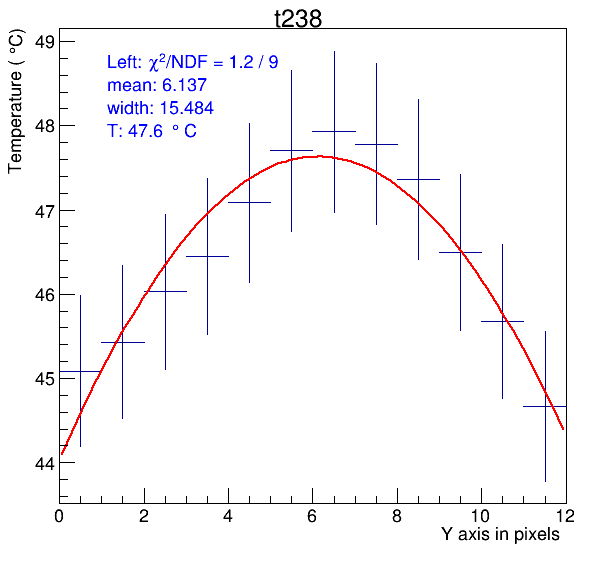 t238
Temperature ( °C)
Left: χ²/NDF = 1.2 / 9
mean: 6.137
width: 15.484
T: 47.6 ° C
49
48
47
46
45
44
0 2 4 6 8 10 12
Y axis in pixels